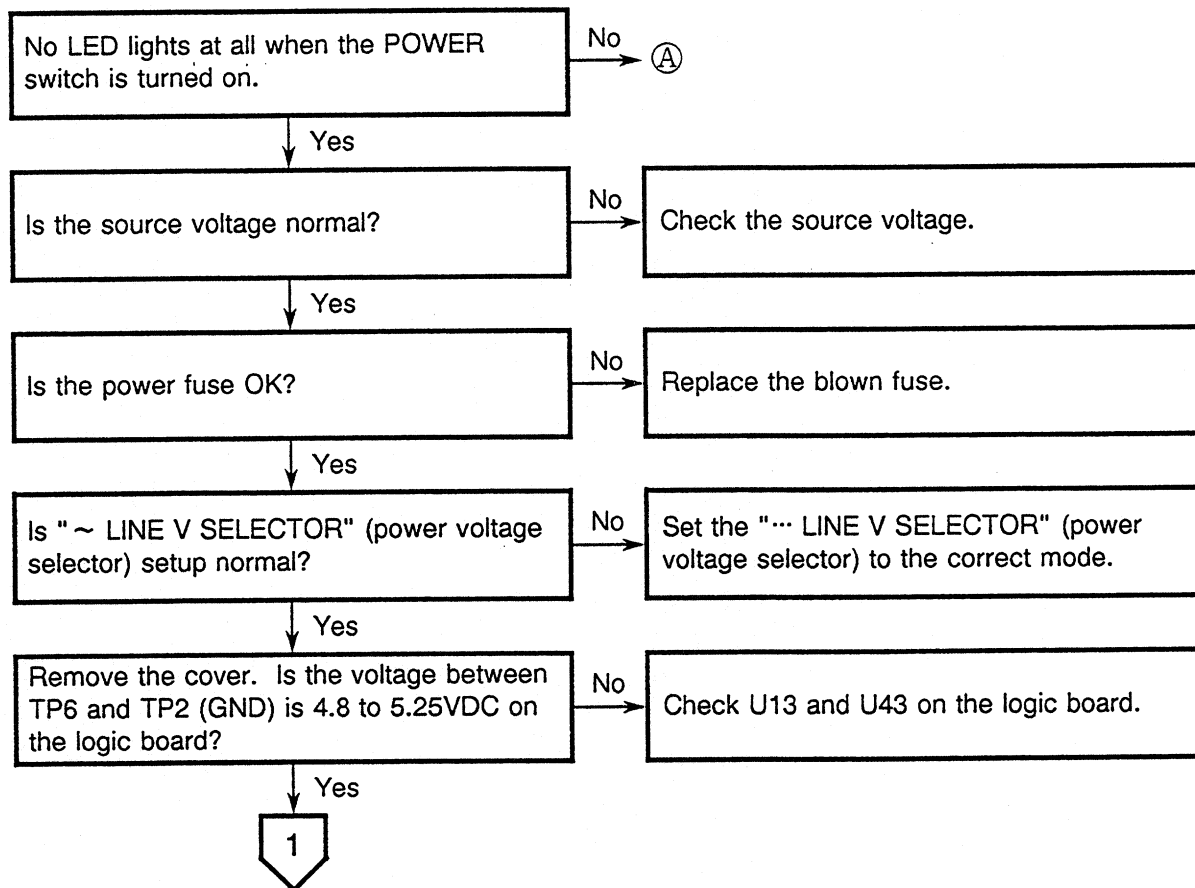 No LED lights at all when the POWER
switch is turned on.
No
Ⓐ
Yes
Is the source voltage normal?
No
Check the source voltage.
Yes
Is the power fuse OK?
No
Replace the blown fuse.
Yes
Is "~ LINE V SELECTOR" (power voltage
selector) setup normal?
No
Set the "··· LINE V SELECTOR" (power
voltage selector) to the correct mode.
Yes
Remove the cover. Is the voltage between
TP6 and TP2 (GND) is 4.8 to 5.25VDC on
the logic board?
No
Check U13 and U43 on the logic board.
Yes
1